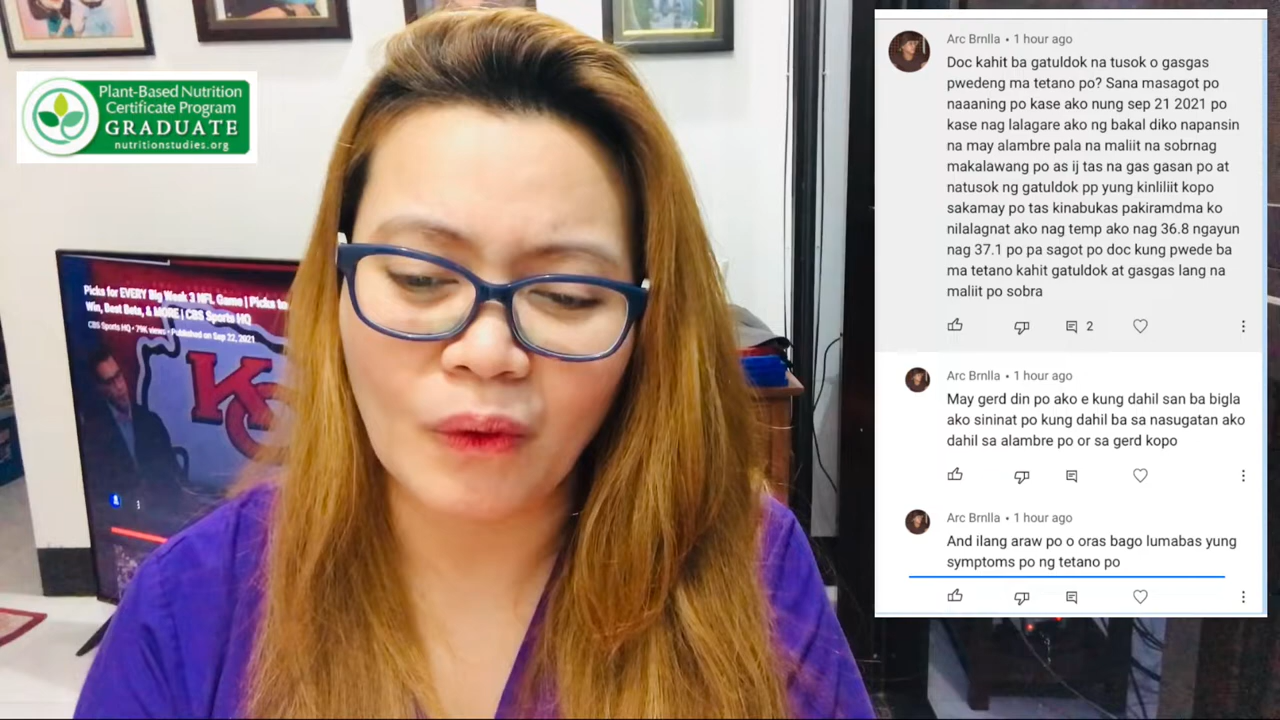 Plant-Based Nutrition
Certificate Program
GRADUATE
nutritionstudies.org
Picks for EVERY Big Week 3 NFL Game | Picks to
Win, Best Bets, & MORE | CBS Sports HQ
CBS Sports HQ • 79K views • Published on Sep 22, 2021
KC
Arc Brnlla • 1 hour ago
Doc kahit ba gatuldok na tusok o gasgas
pwedeng ma tetano po? Sana masagot po
naaaning po kase ako nung sep 21 2021 po
kase nag lalagare ako ng bakal diko napansin
na may alambre pala na maliit na sobrnag
makalawang po as ij tas na gas gasan po at
natusok ng gatuldok pp yung kinliliit kopo
sakamay po tas kinabukas pakiramdma ko
nilalagnat ako nag temp ako nag 36.8 ngayun
nag 37.1 po pa sagot po doc kung pwede ba
ma tetano kahit gatuldok at gasgas lang na
maliit po sobra
2
Arc Brnlla • 1 hour ago
May gerd din po ako e kung dahil san ba bigla
ako sininat po kung dahil ba sa nasugatan ako
dahil sa alambre po or sa gerd kopo
Arc Brnlla • 1 hour ago
And ilang araw po o oras bago lumabas yung
symptoms po ng tetano po